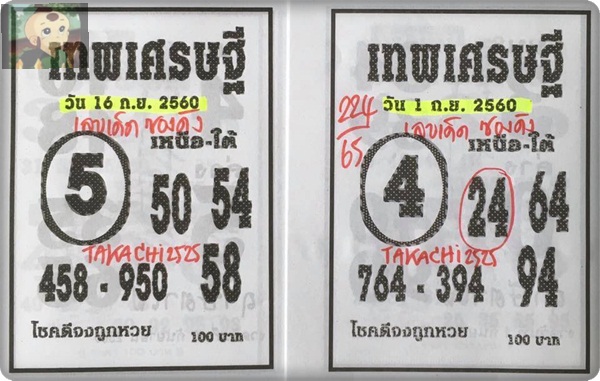 เทพเศรษฐี
วัน 16 ก.ย. 2560
เลขเด็ด ซองดัง
เหนือ-ใต้
5 50 54
TAKACHI2525
58
458 - 950
โชคดีจงถูกหวย 100 บาท
เทพเศรษฐี
วัน 1 ก.ย. 2560
224
65
เลขเด็ด ซองดัง
เหนือ-ใต้
4 24 64
TAKACHI2525
94
764 - 394
โชคดีจงถูกหวย 100 บาท